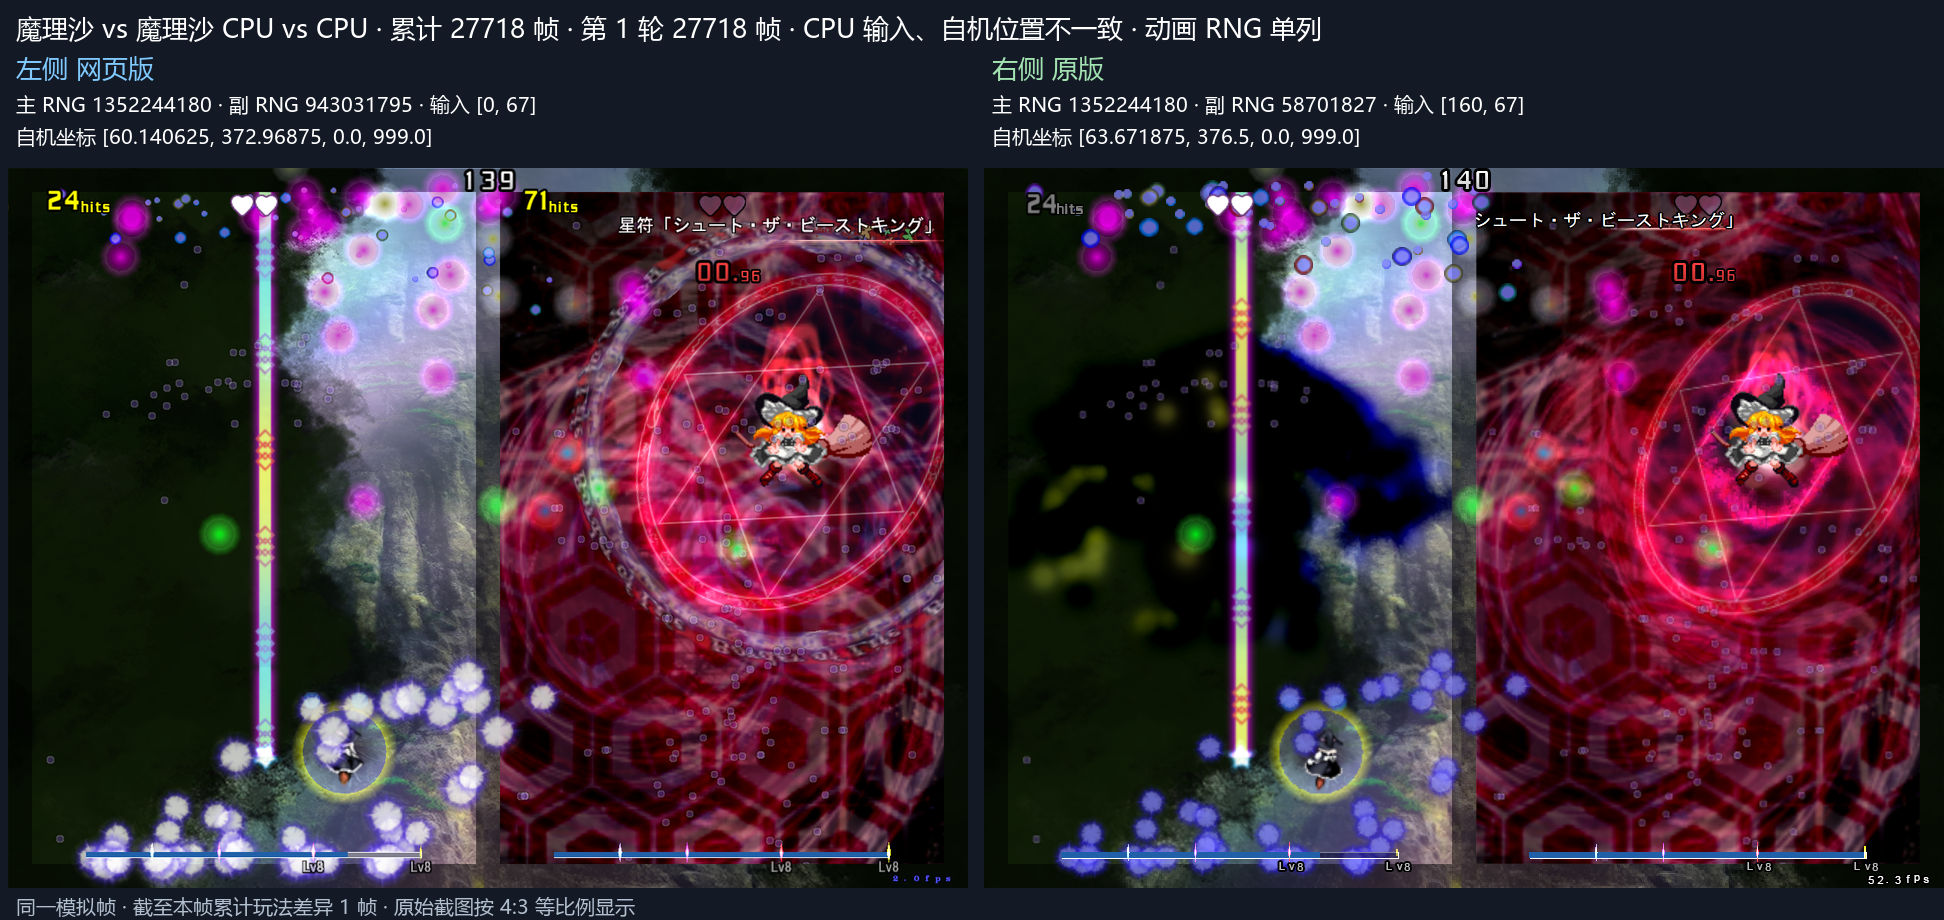 魔理沙 vs 魔理沙 CPU vs CPU · 累计 27718 帧 · 第 1 轮 27718 帧 · CPU 输入、自机位置不一致 · 动画 RNG 单列
左侧 网页版
主 RNG 1352244180 · 副 RNG 943031795 · 输入 [0, 67]
自机坐标 [60.140625, 372.96875, 0.0, 999.0]
右侧 原版
主 RNG 1352244180 · 副 RNG 58701827 · 输入 [160, 67]
自机坐标 [63.671875, 376.5, 0.0, 999.0]
139
24hits
71hits
星符「シュート・ザ・ビーストキング」
00.96
Lv8
Lv8
Lv8
Lv8
2.0fps
140
24hits
シュート・ザ・ビーストキング」
00.96
Lv8
Lv8
Lv8
Lv8
52.3fps
同一模拟帧 · 截至本帧累计玩法差异 1 帧 · 原始截图按 4:3 等比例显示